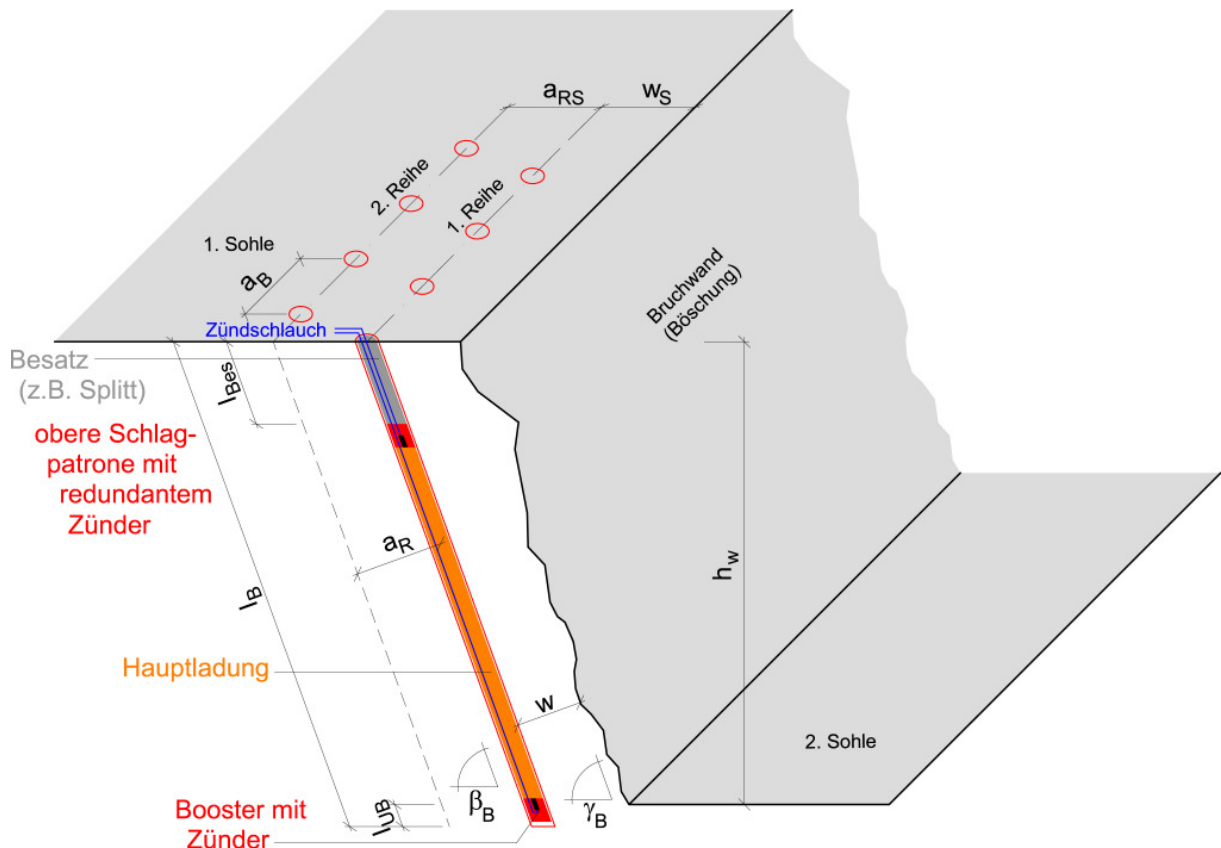 a_RS
w_S
2. Reihe
1. Reihe
1. Sohle
a_B
Zündschlauch
Bruchwand
(Böschung)
Besatz
(z.B. Splitt)
l_Bes
obere Schlag-
patrone mit
redundantem
Zünder
a_R
l_B
h_w
Hauptladung
w
2. Sohle
β_B
γ_B
l_UB
Booster mit
Zünder